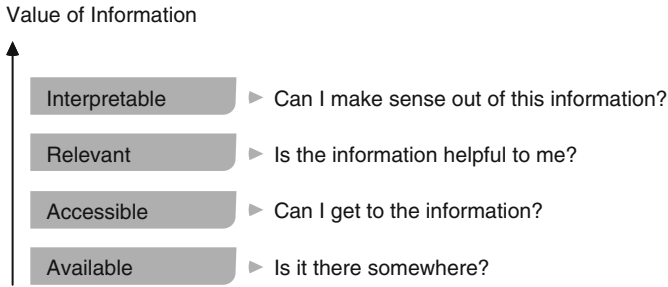 Value of Information
Interpretable Can I make sense out of this information?
Relevant Is the information helpful to me?
Accessible Can I get to the information?
Available Is it there somewhere?